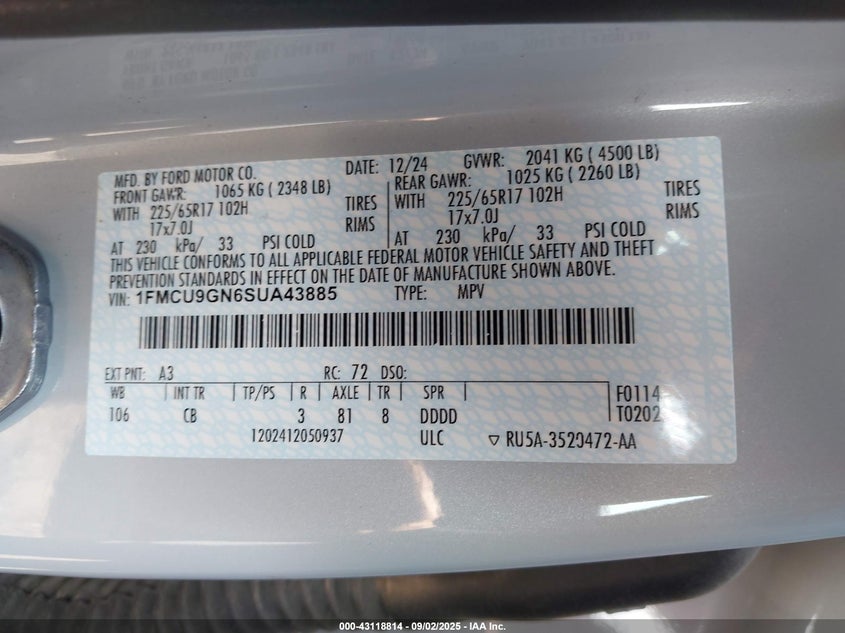 MFD. BY FORD MOTOR CO. DATE: 12/24 GVWR: 2041 KG ( 4500 LB)
FRONT GAWR: 1065 KG ( 2348 LB) REAR GAWR: 1025 KG ( 2260 LB)
WITH 225/65R17 102H TIRES WITH 225/65R17 102H TIRES
17x7.0J RIMS 17x7.0J RIMS
AT 230 kPa/ 33 PSI COLD AT 230 kPa/ 33 PSI COLD
THIS VEHICLE CONFORMS TO ALL APPLICABLE FEDERAL MOTOR VEHICLE SAFETY AND THEFT
PREVENTION STANDARDS IN EFFECT ON THE DATE OF MANUFACTURE SHOWN ABOVE.
VIN: 1FMCU9GN6SUA43885 TYPE: MPV
EXT PNT: A3 RC: 72 DSO:
WB INT TR TP/PS R AXLE TR SPR F0114
106 CB 3 81 8 DDDD T0202
1202412050937 ULC ▽ RU5A-3520472-AA
000-43118814 - 09/02/2025 - IAA Inc.